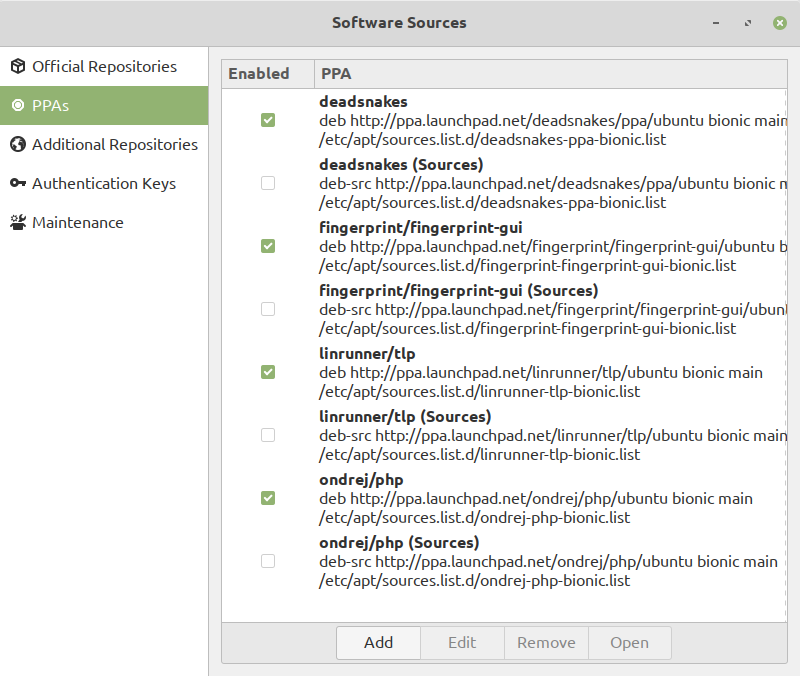 Software Sources
Official Repositories
PPAs
Additional Repositories
Authentication Keys
Maintenance
Enabled PPA
deadsnakes
deb http://ppa.launchpad.net/deadsnakes/ppa/ubuntu bionic main
/etc/apt/sources.list.d/deadsnakes-ppa-bionic.list
deadsnakes (Sources)
deb-src http://ppa.launchpad.net/deadsnakes/ppa/ubuntu bionic
/etc/apt/sources.list.d/deadsnakes-ppa-bionic.list
fingerprint/fingerprint-gui
deb http://ppa.launchpad.net/fingerprint/fingerprint-gui/ubuntu b
/etc/apt/sources.list.d/fingerprint-fingerprint-gui-bionic.list
fingerprint/fingerprint-gui (Sources)
deb-src http://ppa.launchpad.net/fingerprint/fingerprint-gui/ubun
/etc/apt/sources.list.d/fingerprint-fingerprint-gui-bionic.list
linrunner/tlp
deb http://ppa.launchpad.net/linrunner/tlp/ubuntu bionic main
/etc/apt/sources.list.d/linrunner-tlp-bionic.list
linrunner/tlp (Sources)
deb-src http://ppa.launchpad.net/linrunner/tlp/ubuntu bionic main
/etc/apt/sources.list.d/linrunner-tlp-bionic.list
ondrej/php
deb http://ppa.launchpad.net/ondrej/php/ubuntu bionic main
/etc/apt/sources.list.d/ondrej-php-bionic.list
ondrej/php (Sources)
deb-src http://ppa.launchpad.net/ondrej/php/ubuntu bionic main
/etc/apt/sources.list.d/ondrej-php-bionic.list
Add Edit Remove Open